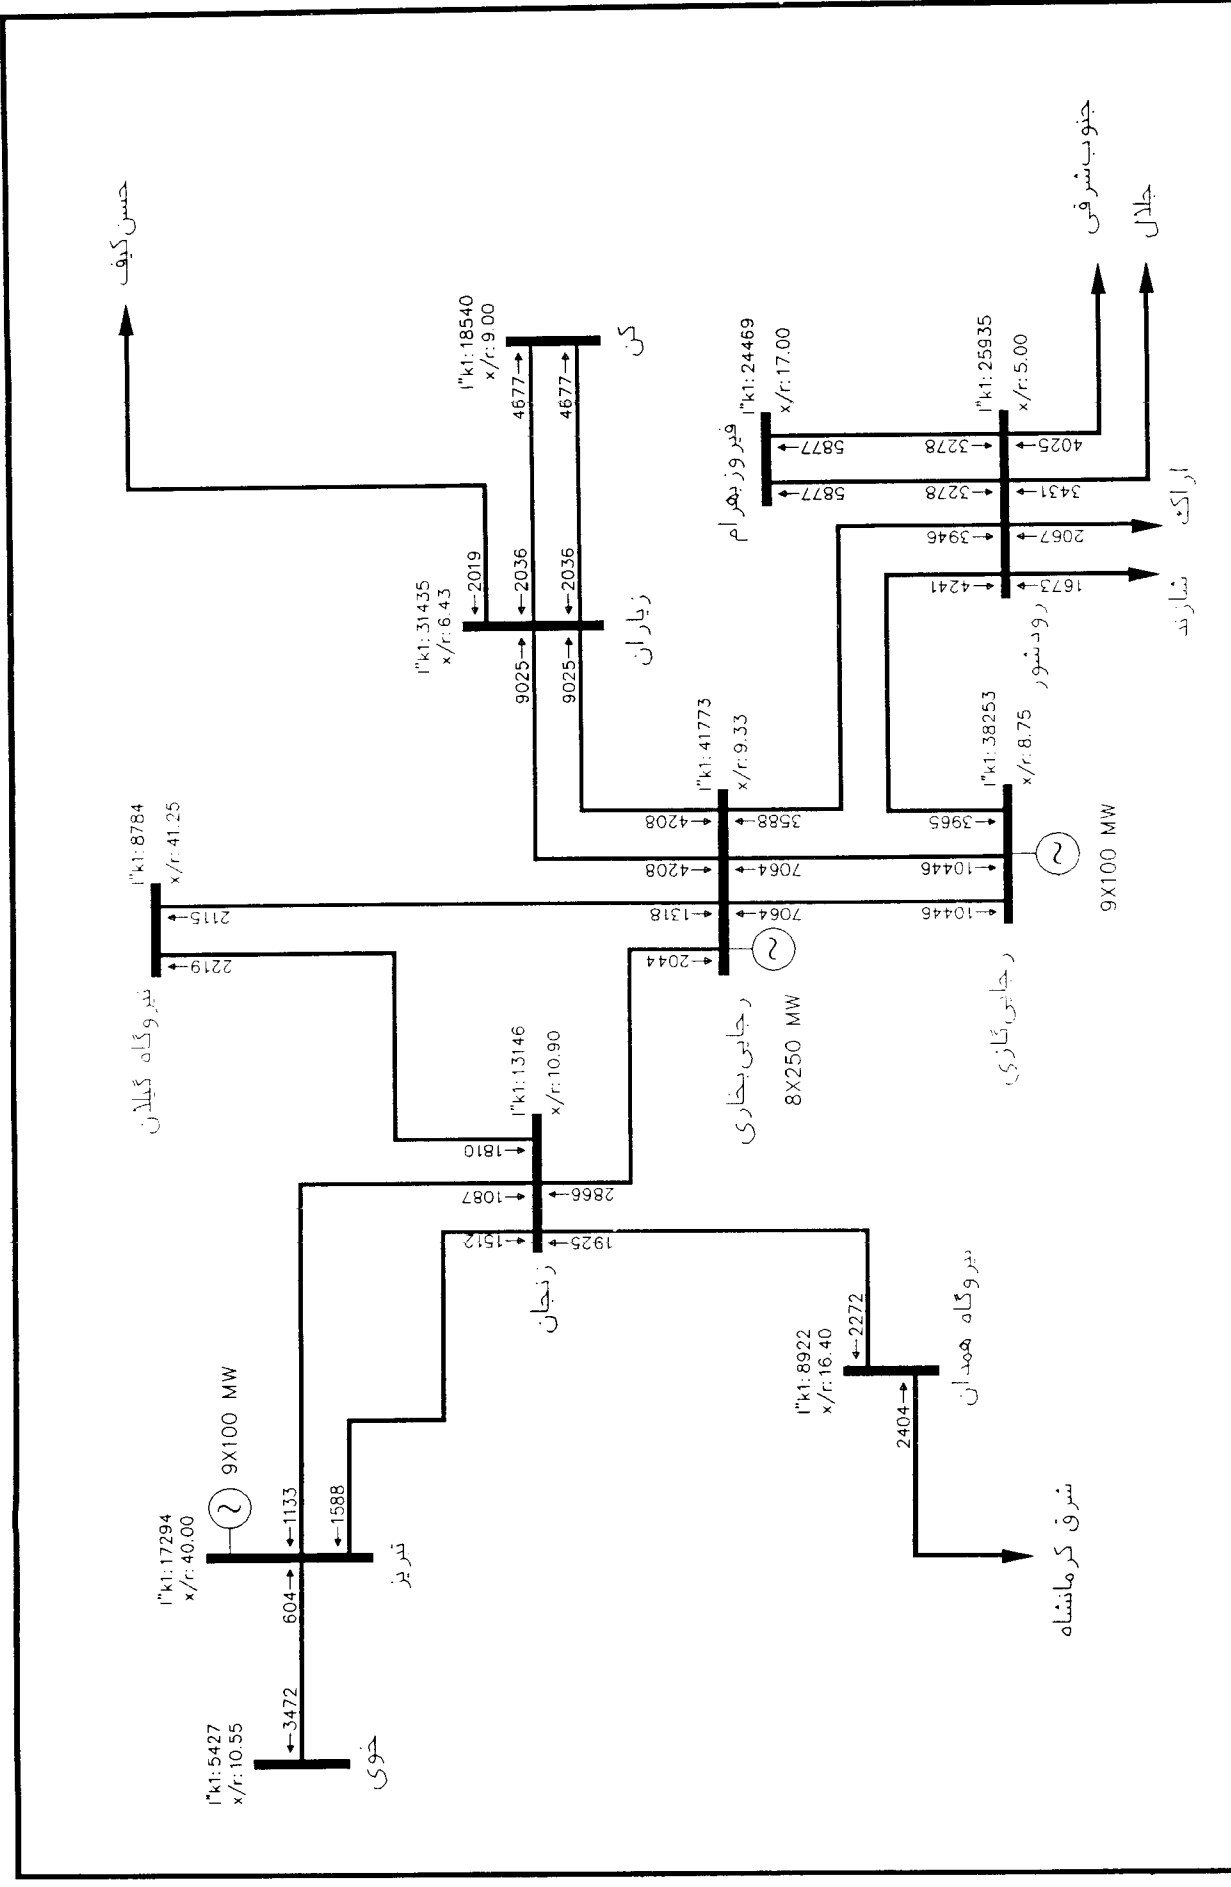 حسن کیف
I"k1:18540
x/r:9.00
4677
4677
کن
I"k1:31435
x/r:6.43
2019
2036
2036
9025
9025
زیاران
جنوب شرقی
جلال
I"k1:24469
x/r:17.00
فیروزبهرام
5877
5877
I"k1:25935
x/r:5.00
3278
3278
3946
4241
4025
3431
2067
1673
رودشور
اراک
شازند
I"k1:8784
x/r:41.25
2115
2219
نیروگاه گیلان
I"k1:41773
x/r:9.33
4208
4208
1318
2044
3588
7064
7064
رجایی بخاری
8X250 MW
I"k1:38253
x/r:8.75
3965
10446
10446
رجایی گازی
9X100 MW
I"k1:13146
x/r:10.90
1810
1087
1512
2866
1925
زنجان
I"k1:17294
x/r:40.00
9X100 MW
1133
1588
604
تبریز
I"k1:5427
x/r:10.55
3472
خوی
I"k1:8922
x/r:16.40
2272
2404
نیروگاه همدان
شرق کرمانشاه